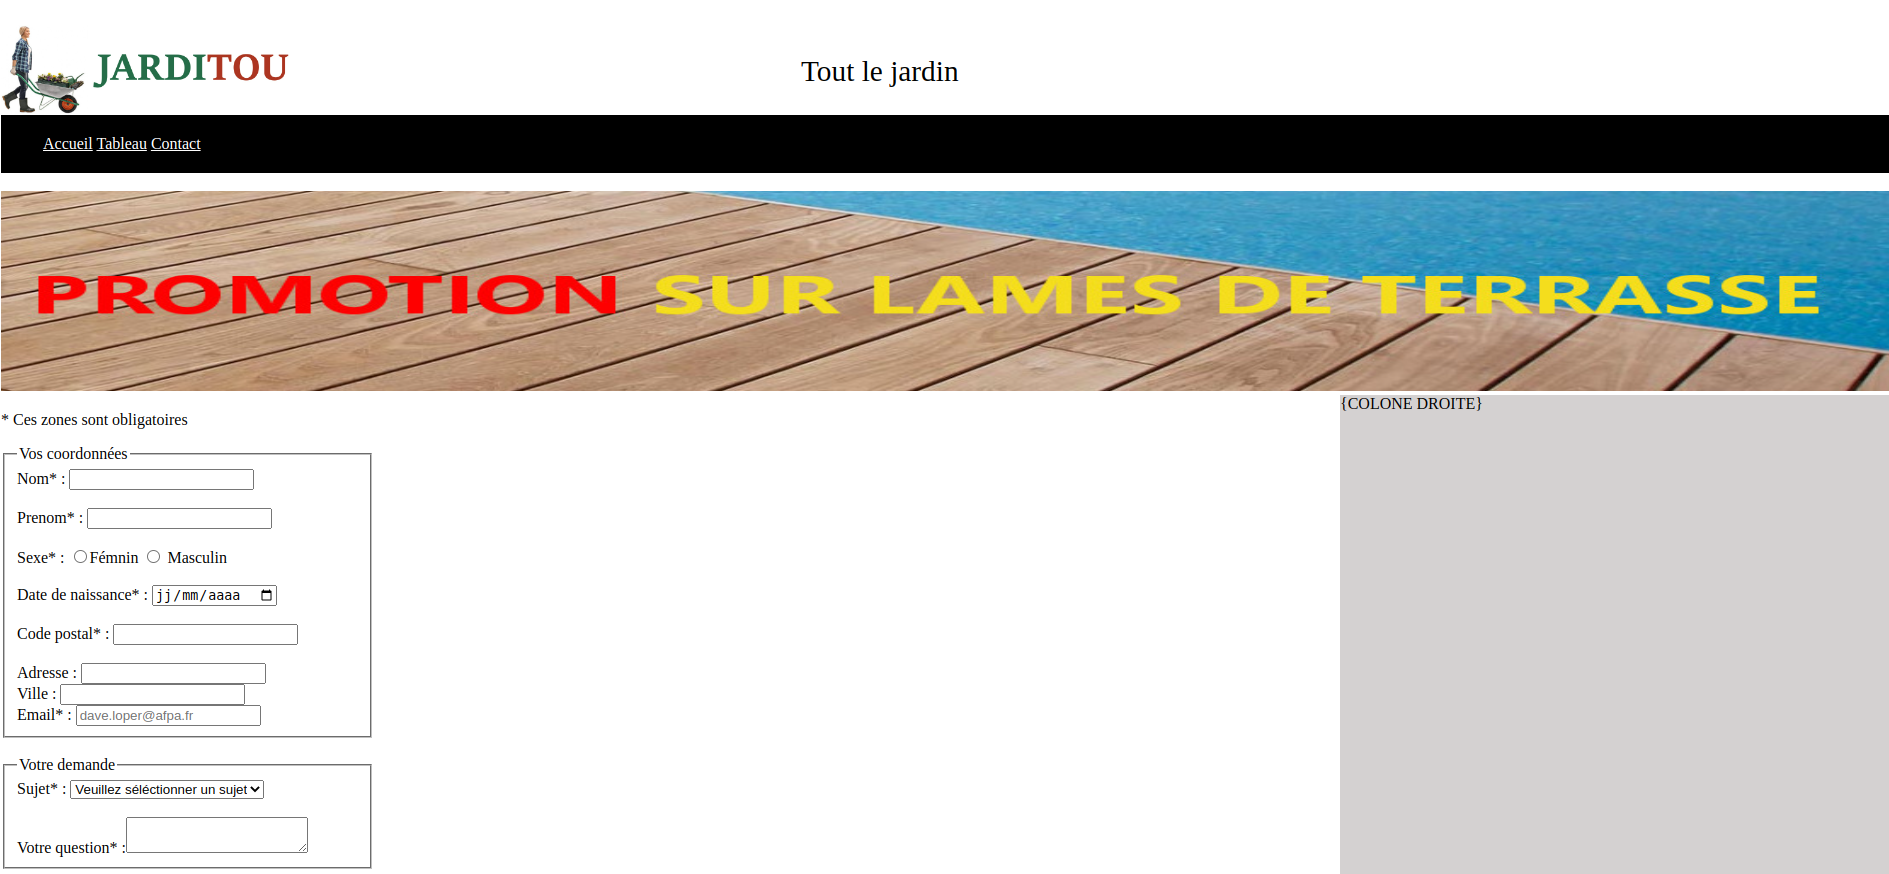 JARDITOU
Tout le jardin
Accueil Tableau Contact
PROMOTION SUR LAMES DE TERRASSE
* Ces zones sont obligatoires
{COLONE DROITE}
Vos coordonnées
Nom* :
Prenom* :
Sexe* : Fémnin Masculin
Date de naissance* : jj/mm/aaaa
Code postal* :
Adresse :
Ville :
Email* : dave.loper@afpa.fr
Votre demande
Sujet* : Veuillez séléctionner un sujet
Votre question* :